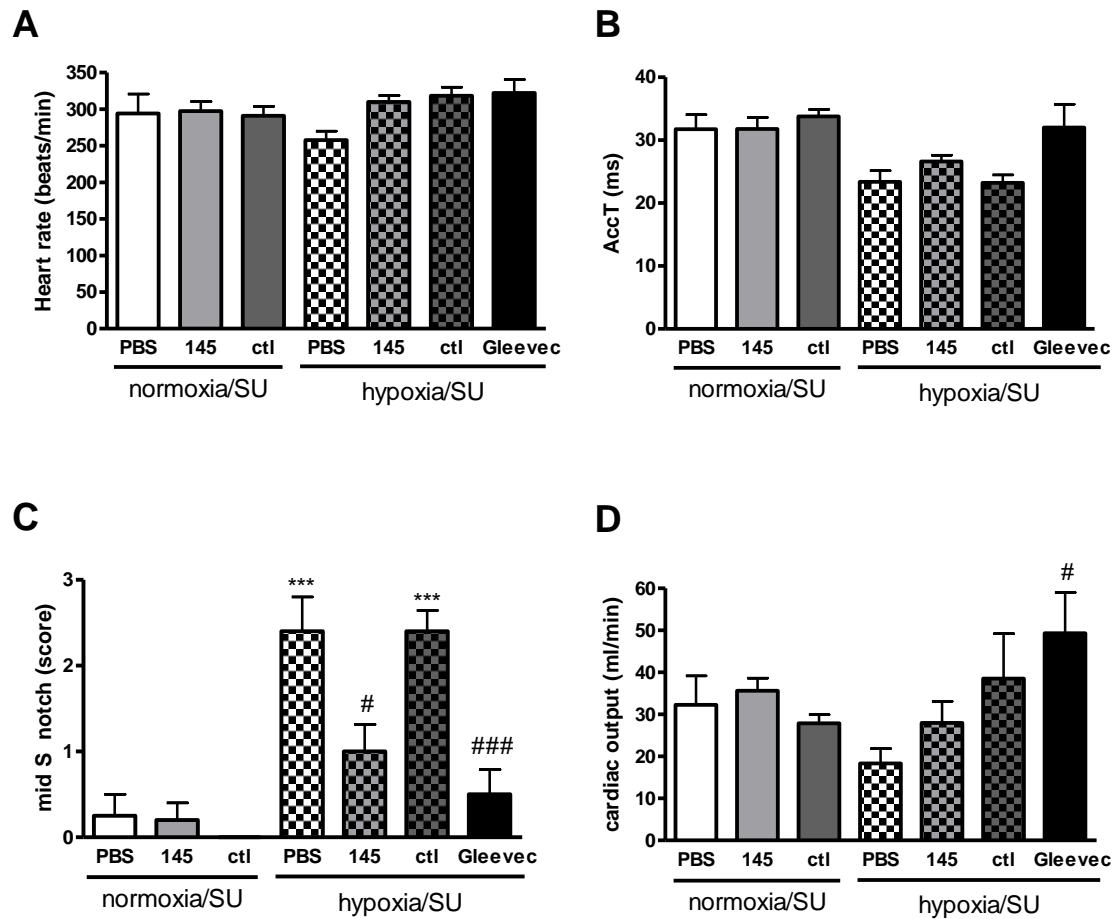 A
Heart rate (beats/min)
350
300
250
200
150
100
50
0
PBS 145 ctl PBS 145 ctl Gleevec
normoxia/SU hypoxia/SU
B
AccT (ms)
40
30
20
10
0
PBS 145 ctl PBS 145 ctl Gleevec
normoxia/SU hypoxia/SU
C
mid S notch (score)
3
2
1
0
*** # *** ###
PBS 145 ctl PBS 145 ctl Gleevec
normoxia/SU hypoxia/SU
D
cardiac output (ml/min)
60
50
40
30
20
10
0
#
PBS 145 ctl PBS 145 ctl Gleevec
normoxia/SU hypoxia/SU